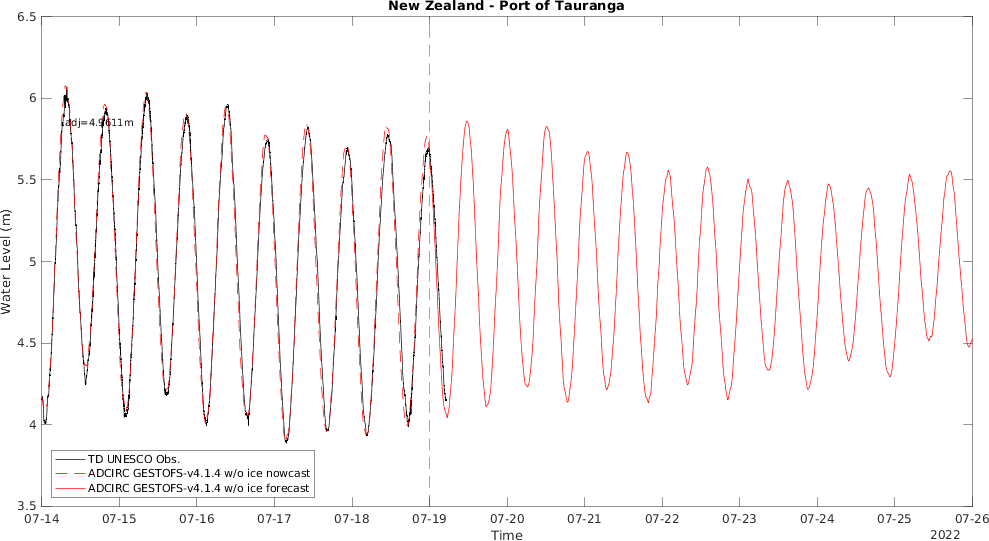 New Zealand - Port of Tauranga
6.5
6
5.5
5
4.5
4
3.5
Water Level (m)
adj=4.9611m
TD UNESCO Obs.
ADCIRC GESTOFS-v4.1.4 w/o ice nowcast
ADCIRC GESTOFS-v4.1.4 w/o ice forecast
07-14 07-15 07-16 07-17 07-18 07-19 07-20 07-21 07-22 07-23 07-24 07-25 07-26
Time
2022